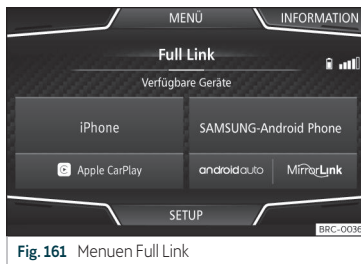 MENÜ INFORMATION
Full Link
Verfügbare Geräte
iPhone SAMSUNG-Android Phone
Apple CarPlay androidauto MirrorLink
SETUP
BRC-0036
Fig. 161 Menuen Full Link